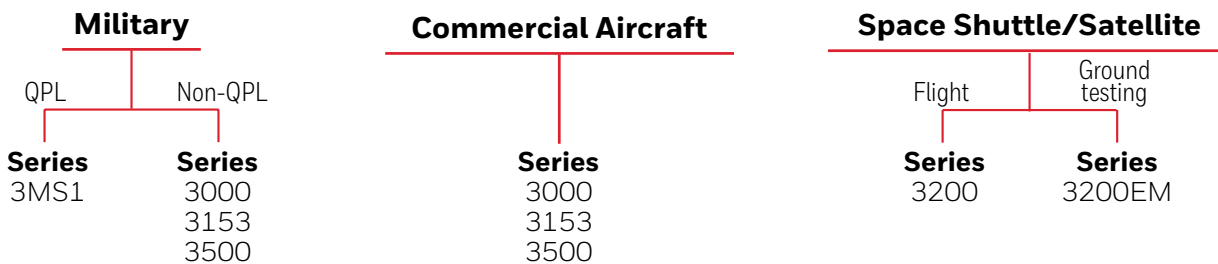 Military
QPL
Non-QPL
Series
3MS1
Series
3000
3153
3500
Commercial Aircraft
Series
3000
3153
3500
Space Shuttle/Satellite
Flight
Ground
testing
Series
3200
Series
3200EM